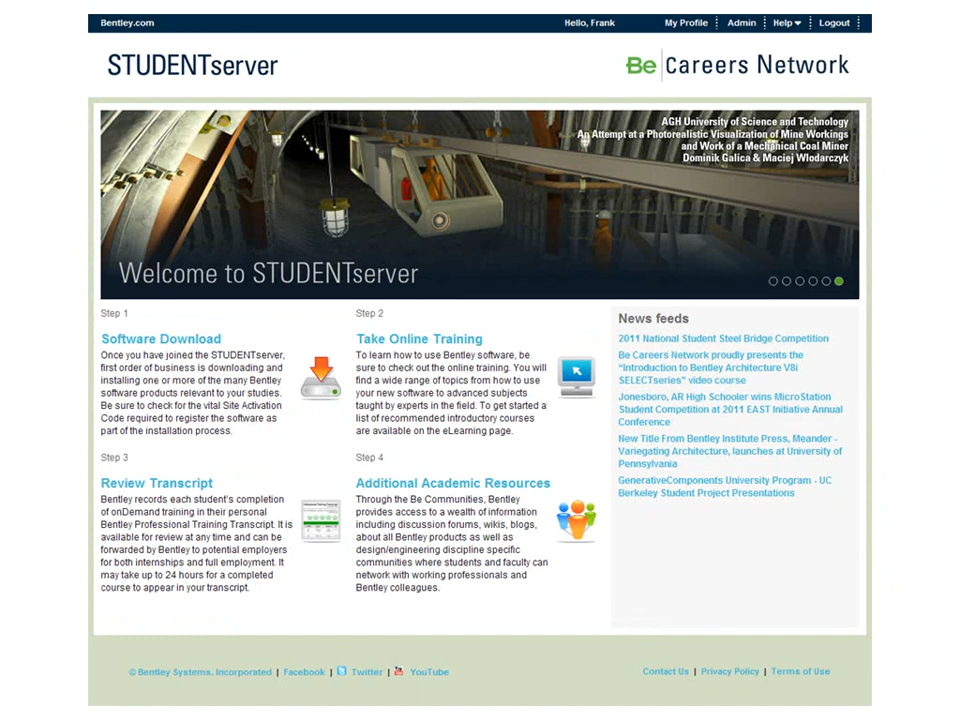 Bentley.com
Hello, Frank
My Profile
Admin
Help
Logout
STUDENTserver
Be Careers Network
AGH University of Science and Technology
An Attempt at a Photorealistic Visualization of Mine Workings
and Work of a Mechanical Coal Miner
Dominik Galica & Maciej Wlodarczyk
Welcome to STUDENTserver
Step 1
Software Download
Once you have joined the STUDENTserver,
first order of business is downloading and
installing one or more of the many Bentley
software products relevant to your studies.
Be sure to check for the vital Site Activation
Code required to register the software as
part of the installation process.
Step 2
Take Online Training
To learn how to use Bentley software, be
sure to check out the online training. You will
find a wide range of topics from how to use
your new software to advanced subjects
taught by experts in the field. To get started a
list of recommended introductory courses
are available on the eLearning page.
Step 3
Review Transcript
Bentley records each student's completion
of onDemand training in their personal
Bentley Professional Training Transcript. It is
available for review at any time and can be
forwarded by Bentley to potential employers
for both internships and full employment. It
may take up to 24 hours for a completed
course to appear in your transcript.
Step 4
Additional Academic Resources
Through the Be Communities, Bentley
provides access to a wealth of information
including discussion forums, wikis, blogs,
about all Bentley products as well as
design/engineering discipline specific
communities where students and faculty can
network with working professionals and
Bentley colleagues.
News feeds
2011 National Student Steel Bridge Competition
Be Careers Network proudly presents the
"Introduction to Bentley Architecture V8i
SELECTseries" video course
Jonesboro, AR High Schooler wins MicroStation
Student Competition at 2011 EAST Initiative Annual
Conference
New Title From Bentley Institute Press, Meander -
Variegating Architecture, launches at University of
Pennsylvania
GenerativeComponents University Program - UC
Berkeley Student Project Presentations
© Bentley Systems, Incorporated | Facebook | Twitter | YouTube
Contact Us | Privacy Policy | Terms of Use